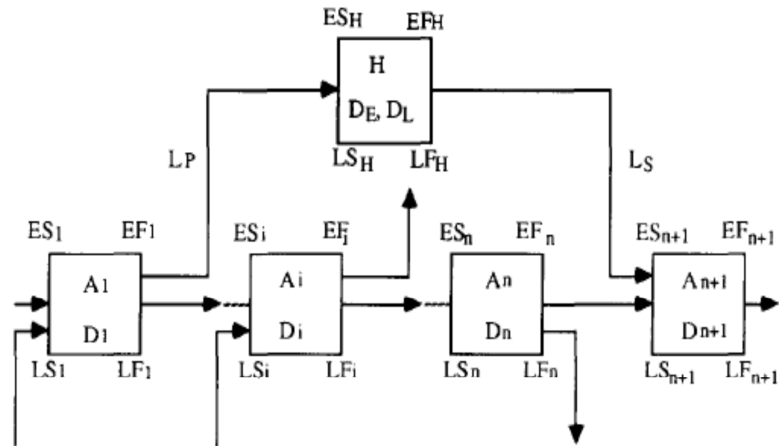 ESH EFH
H
DE, DL
LSH LFH
LP
LS
ES1 EF1 ESi EFi ESn EFn ESn+1 EFn+1
A1 Ai An An+1
D1 Di Dn Dn+1
LS1 LF1 LSi LFi LSn LFn LSn+1 LFn+1